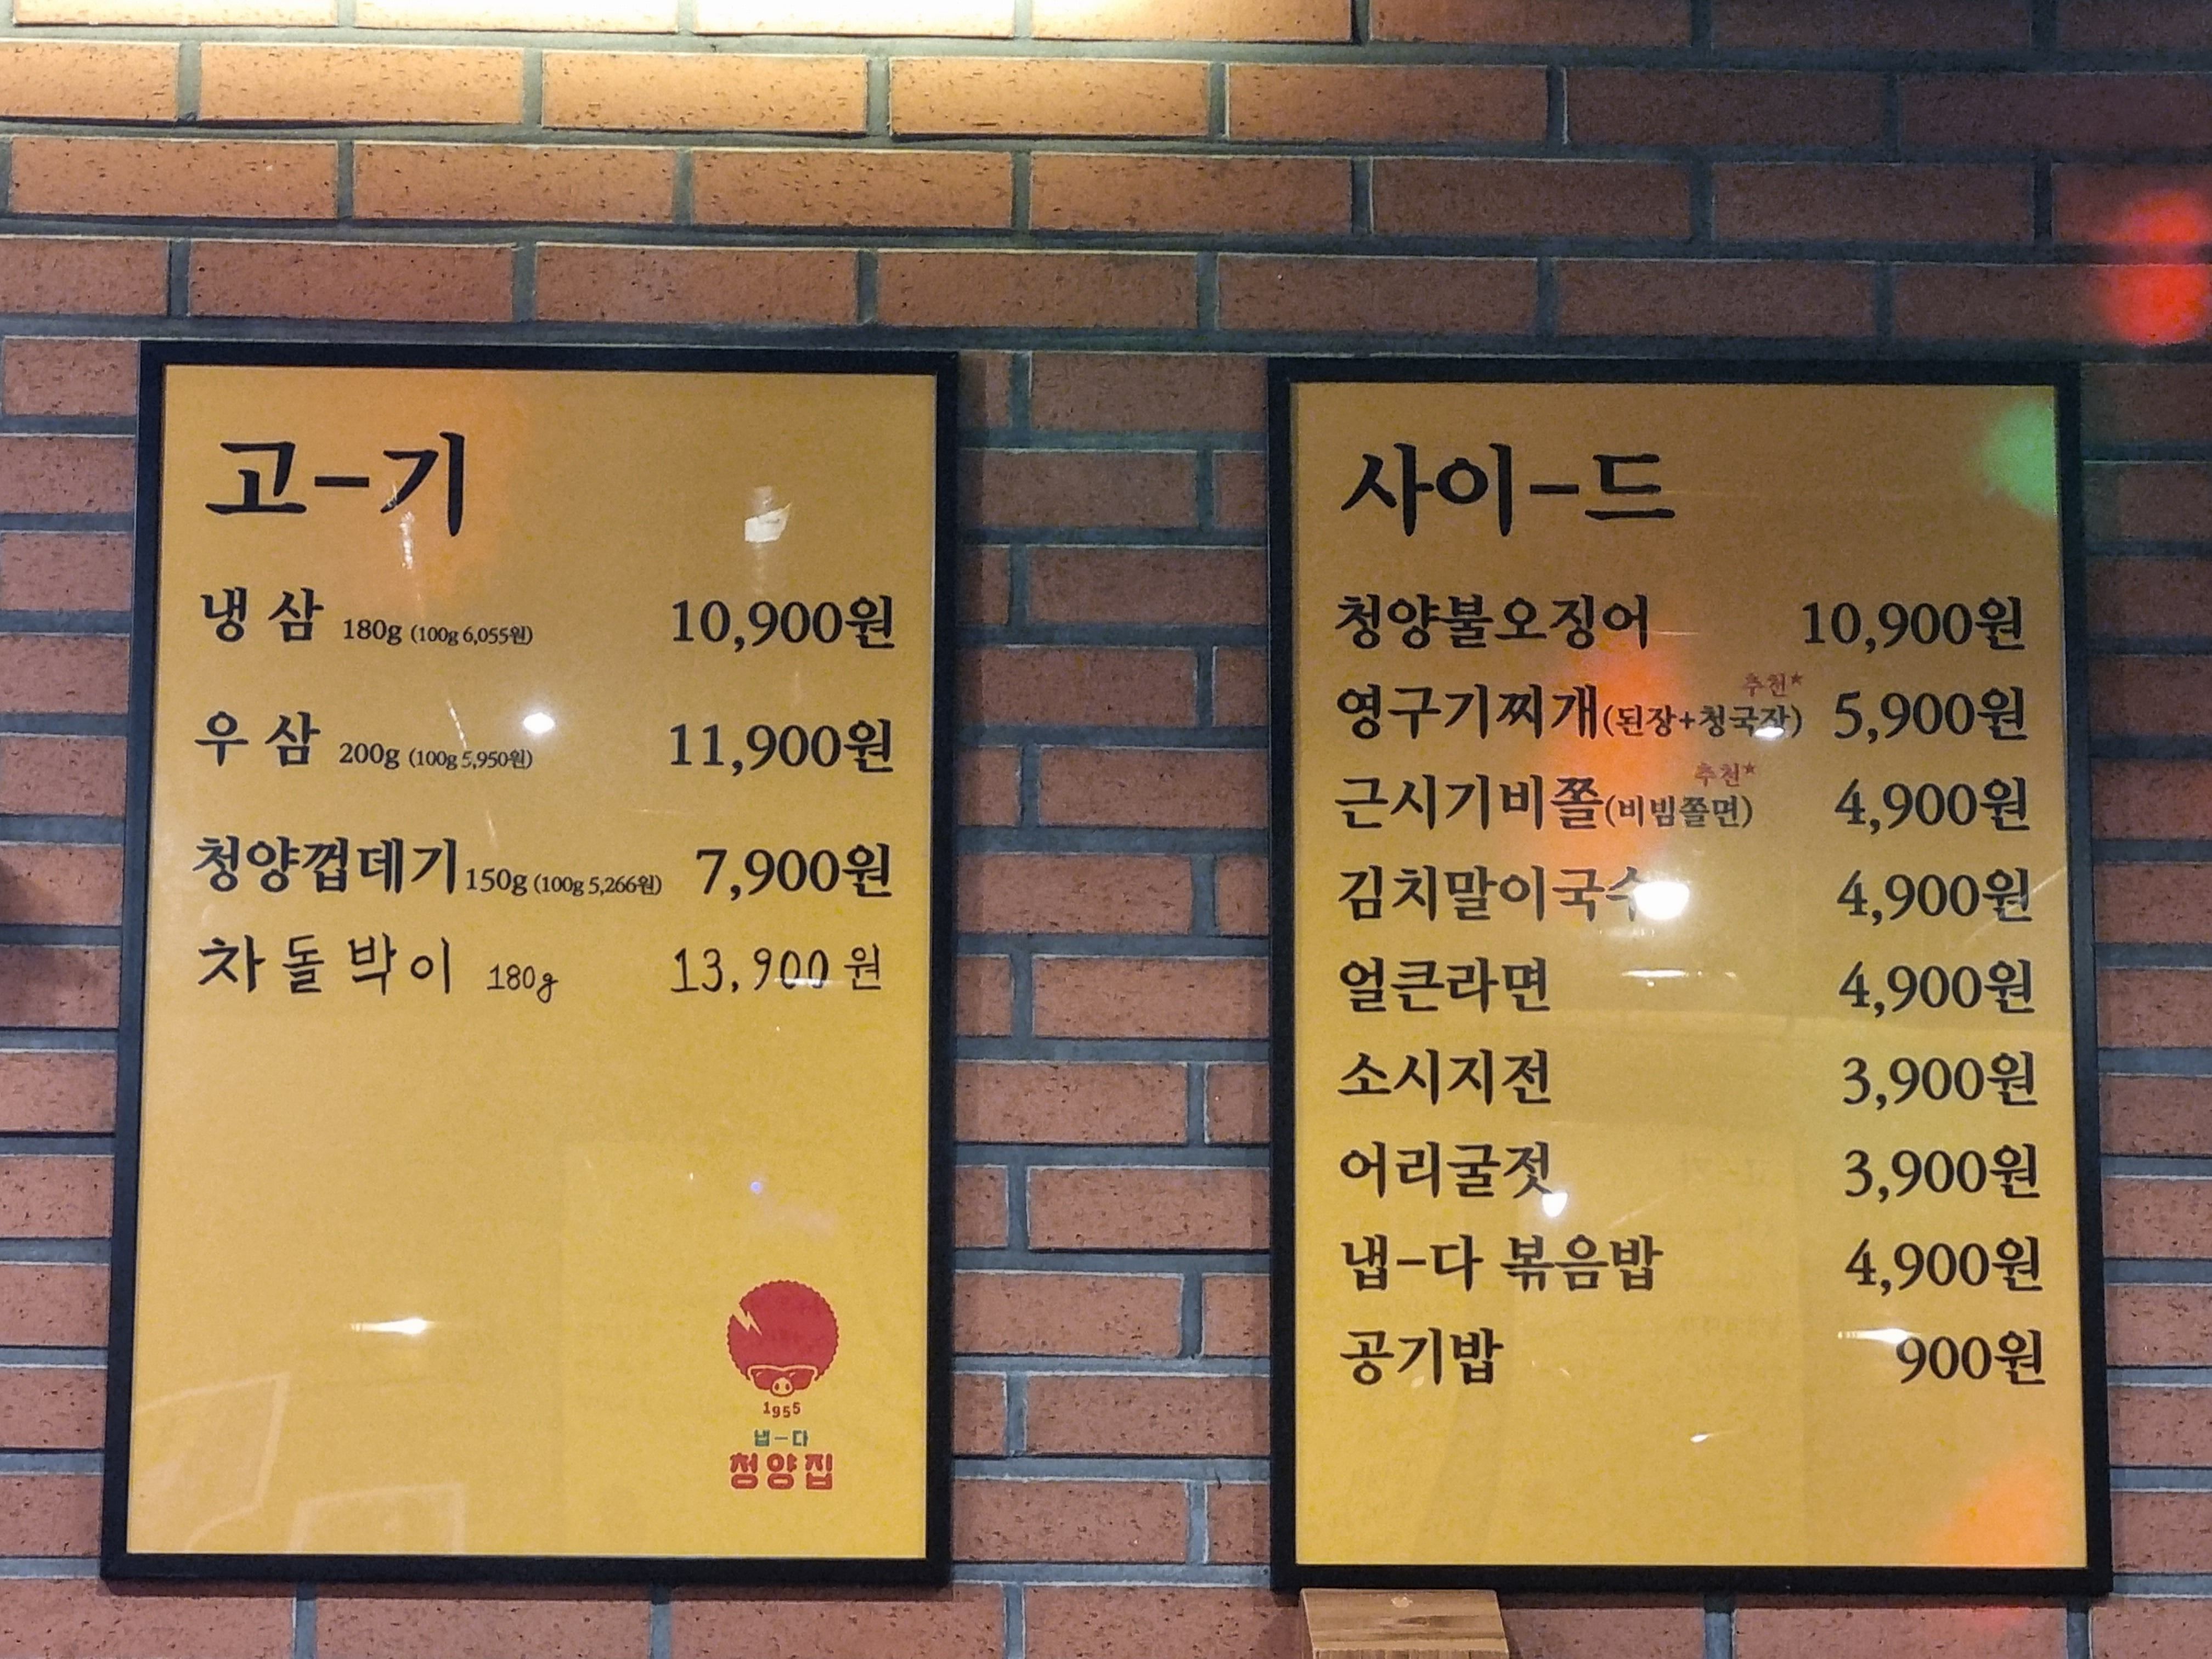 고-기
냉 삼 180g (100g 6,055원) 10,900원
우 삼 200g (100g 5,950원) 11,900원
청양껍데기 150g (100g 5,266원) 7,900원
차돌박이 180g 13,900원
1955
냅-다
청양집
사이-드
청양불오징어 10,900원
추천*
영구기찌개(된장+청국장) 5,900원
추천*
근시기비쫄(비빔쫄면) 4,900원
김치말이국수 4,900원
얼큰라면 4,900원
소시지전 3,900원
어리굴젓 3,900원
냅-다 볶음밥 4,900원
공기밥 900원